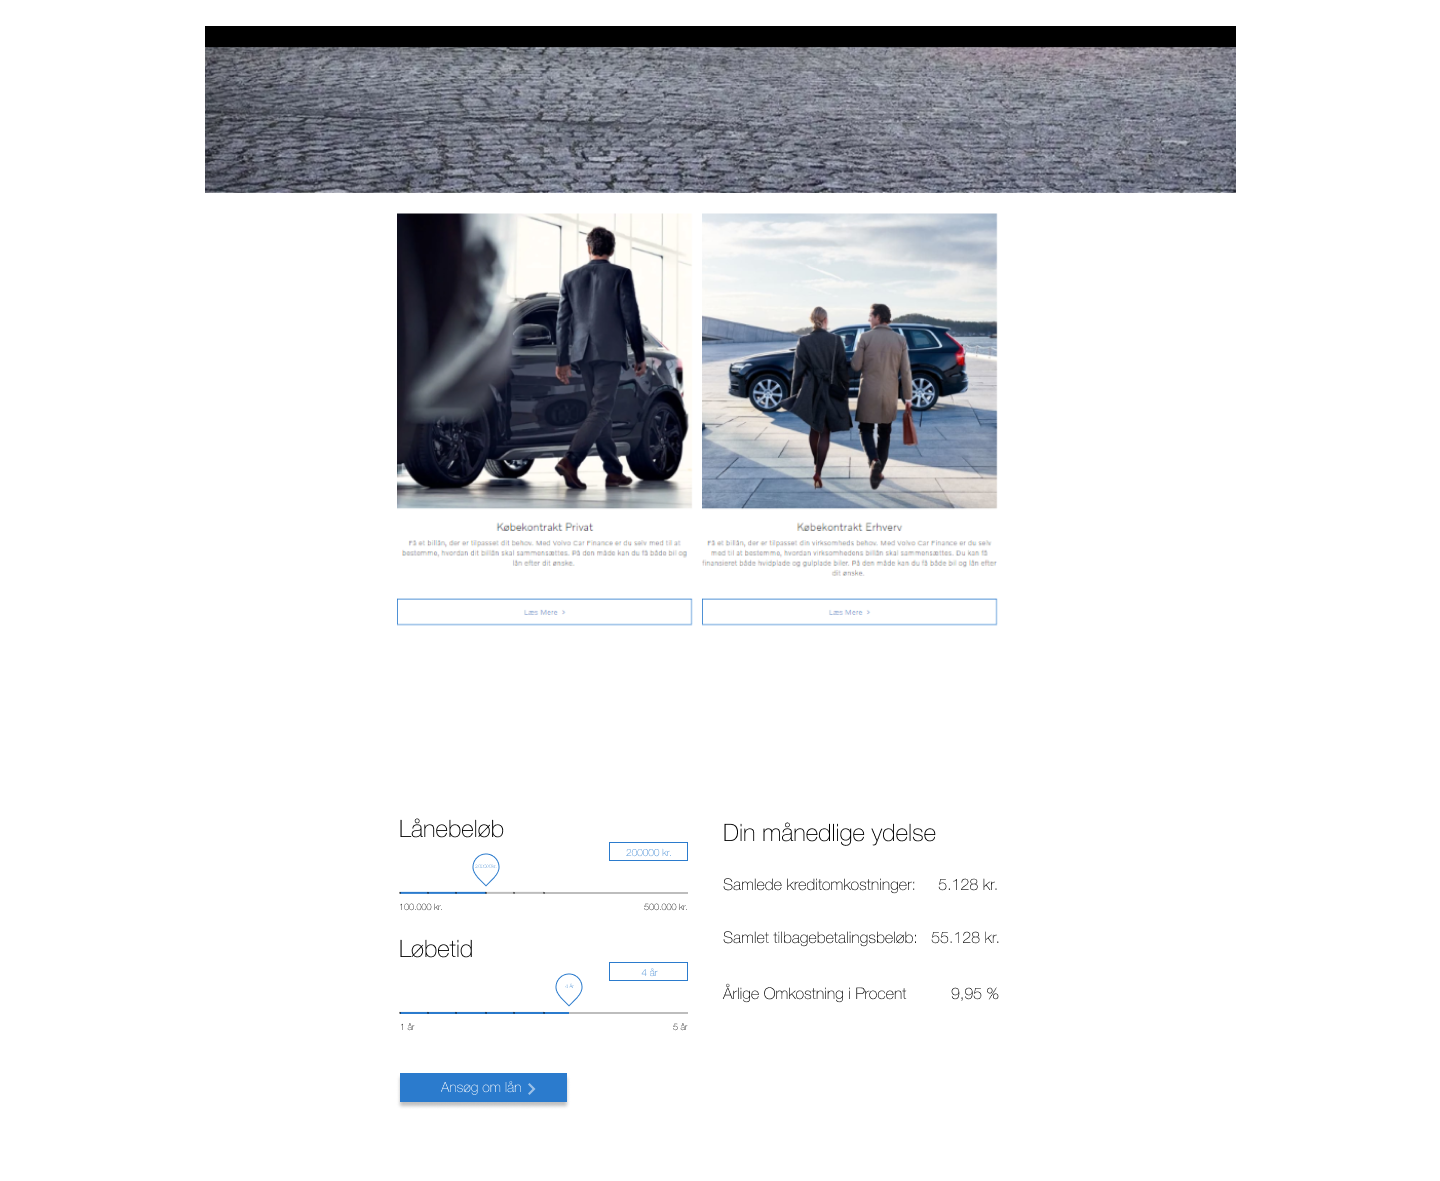 Købekontrakt Privat
Få et billån, der er tilpasset dit behov. Med Volvo Car Finance er du selv med til at
bestemme, hvordan dit billån skal sammensættes. På den måde kan du få både bil og
lån efter dit ønske.
Læs Mere >
Købekontrakt Erhverv
Få et billån, der er tilpasset din virksomheds behov. Med Volvo Car Finance er du selv
med til at bestemme, hvordan virksomhedens billån skal sammensættes. Du kan få
finansieret både hvidplade og gulplade biler. På den måde kan du få både bil og lån efter
dit ønske.
Læs Mere >
Lånebeløb
200000 kr.
100.000 kr.
500.000 kr.
Løbetid
4 år
4 år
1 år
5 år
Ansøg om lån
Din månedlige ydelse
Samlede kreditomkostninger: 5.128 kr.
Samlet tilbagebetalingsbeløb: 55.128 kr.
Årlige Omkostning i Procent 9,95 %